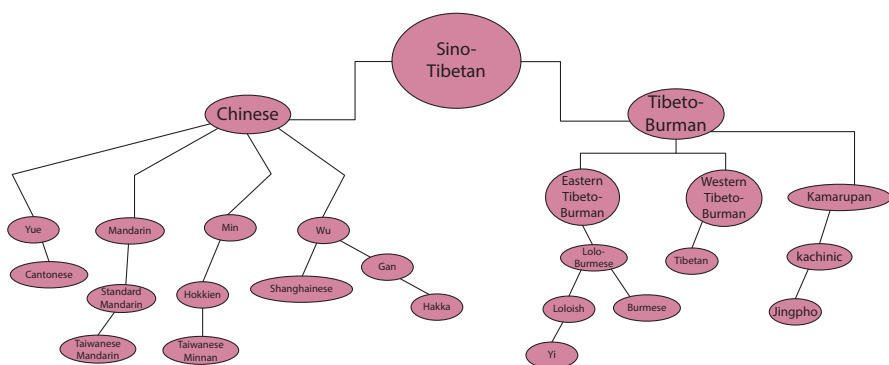 Sino-
Tibetan
Chinese
Tibeto-
Burman
Eastern
Tibeto-
Burman
Western
Tibeto-
Burman
Kamarupan
Yue
Mandarin
Min
Wu
Cantonese
Standard
Mandarin
Hokkien
Shanghainese
Gan
Hakka
Taiwanese
Mandarin
Taiwanese
Minnan
Lolo-
Burmese
Tibetan
kachinic
Loloish
Burmese
Jingpho
Yi